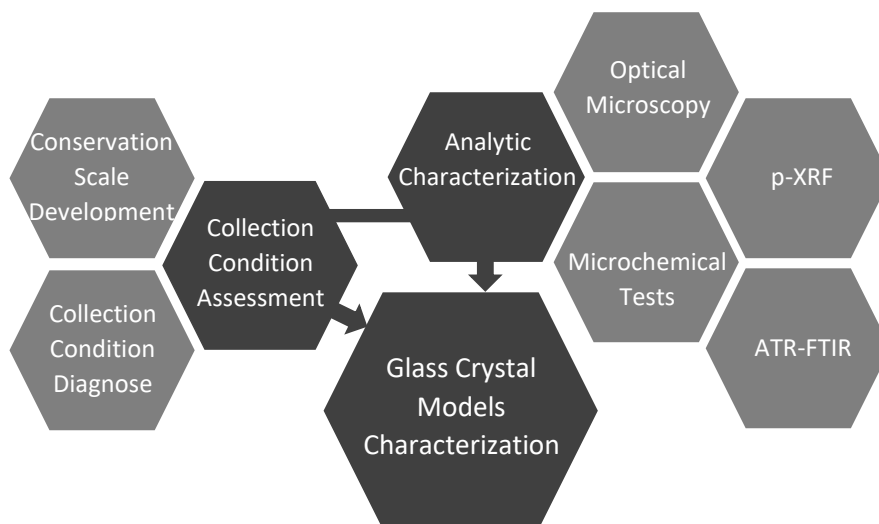 Optical
Microscopy
Conservation
Scale
Development
Analytic
Characterization
p-XRF
Collection
Condition
Assessment
Microchemical
Tests
Collection
Condition
Diagnose
ATR-FTIR
Glass Crystal
Models
Characterization